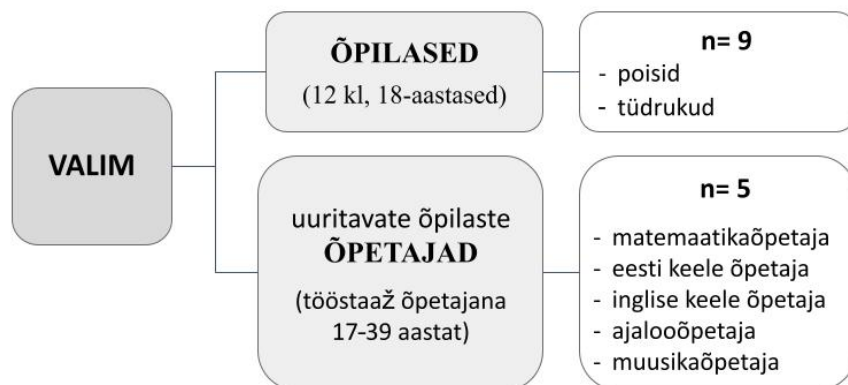 VALIM
ÕPILASED
(12 kl, 18-aastased)
n= 9
- poisid
- tüdrukud
uuritavate õpilaste
ÕPETAJAD
(tööstaaž õpetajana
17-39 aastat)
n= 5
- matemaatikaõpetaja
- eesti keele õpetaja
- inglise keele õpetaja
- ajalooõpetaja
- muusikaõpetaja